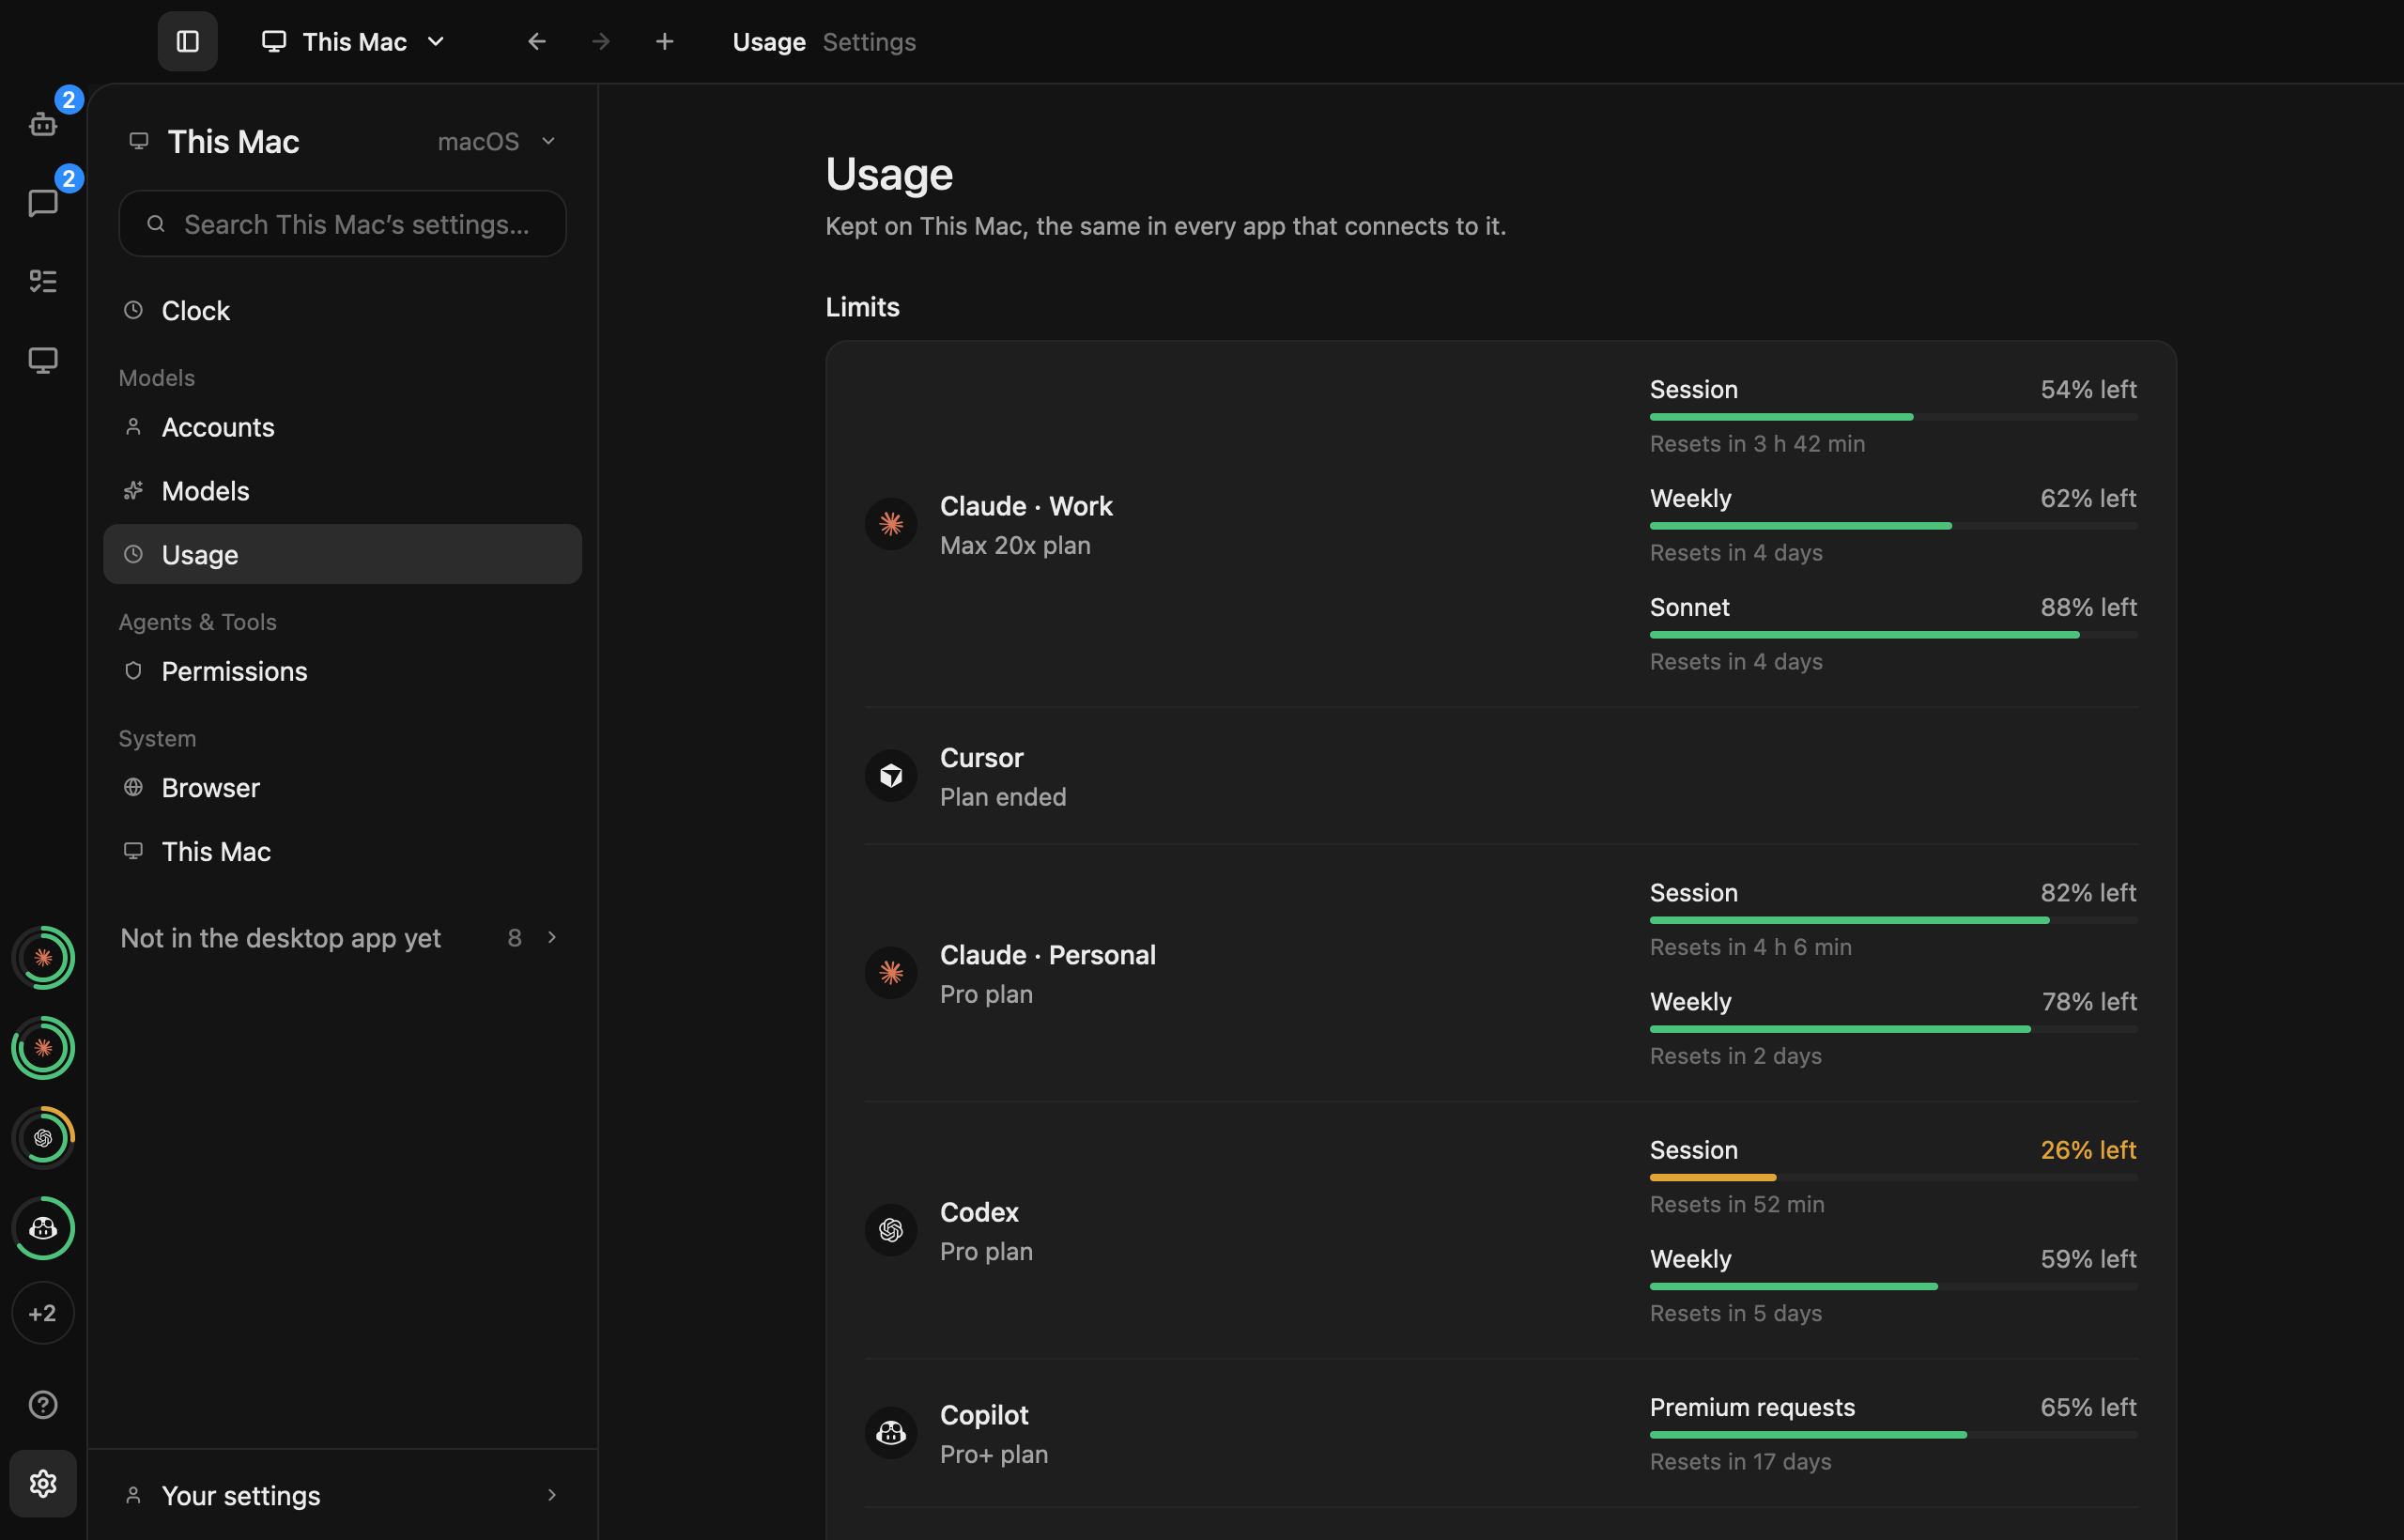 This Mac
Usage Settings
2
2
This Mac macOS
Search This Mac’s settings...
Clock
Models
Accounts
Models
Usage
Agents & Tools
Permissions
System
Browser
This Mac
Not in the desktop app yet 8
+2
Your settings
Usage
Kept on This Mac, the same in every app that connects to it.
Limits
Claude · Work
Max 20x plan
Session 54% left
Resets in 3 h 42 min
Weekly 62% left
Resets in 4 days
Sonnet 88% left
Resets in 4 days
Cursor
Plan ended
Claude · Personal
Pro plan
Session 82% left
Resets in 4 h 6 min
Weekly 78% left
Resets in 2 days
Codex
Pro plan
Session 26% left
Resets in 52 min
Weekly 59% left
Resets in 5 days
Copilot
Pro+ plan
Premium requests 65% left
Resets in 17 days